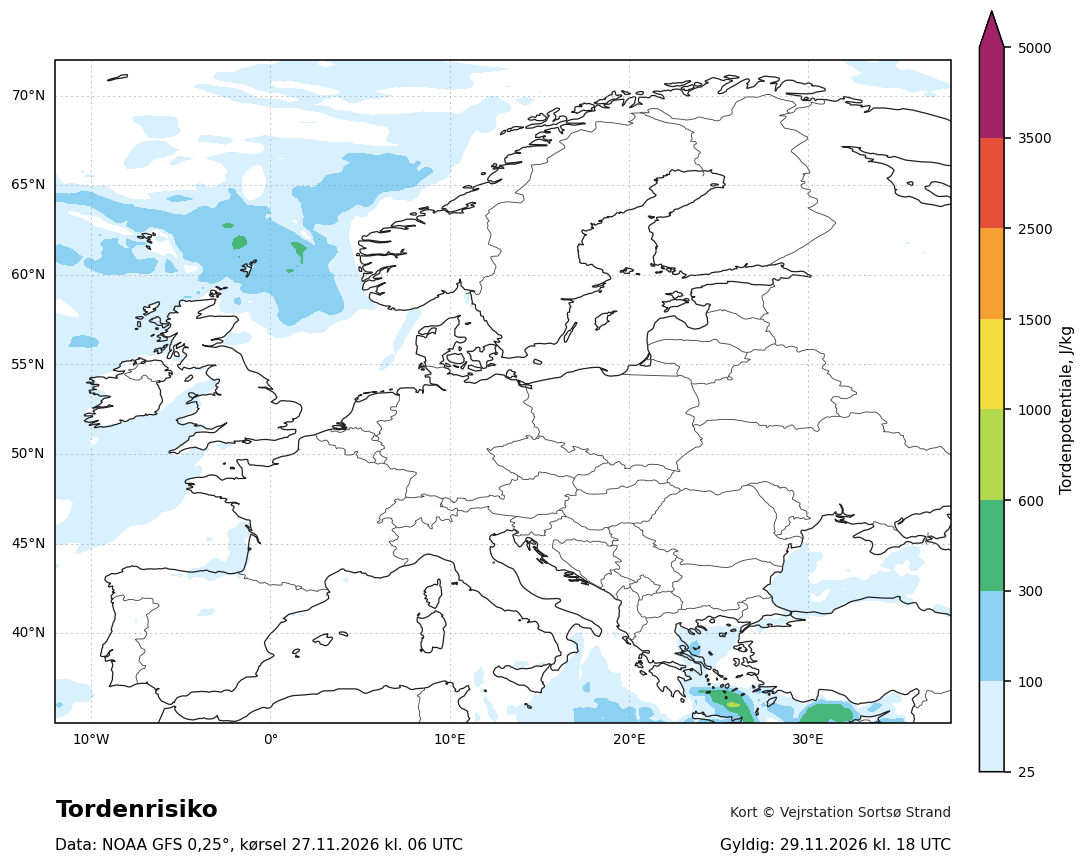 70°N
65°N
60°N
55°N
50°N
45°N
40°N
10°W
0°
10°E
20°E
30°E
5000
3500
2500
1500
1000
600
300
100
25
Tordenpotentiale, J/kg
Tordenrisiko
Kort © Vejrstation Sortsø Strand
Data: NOAA GFS 0,25°, kørsel 27.11.2026 kl. 06 UTC
Gyldig: 29.11.2026 kl. 18 UTC